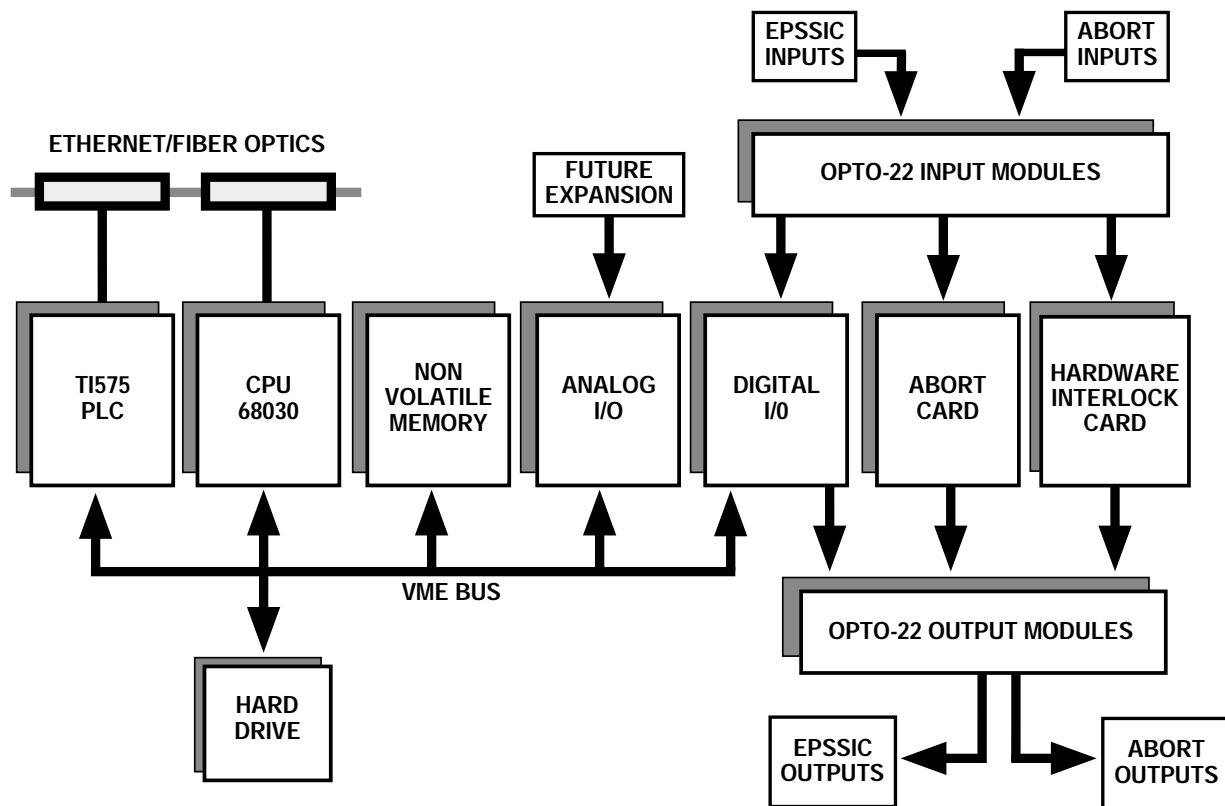 EPSSIC
INPUTS
ABORT
INPUTS
ETHERNET/FIBER OPTICS
FUTURE
EXPANSION
OPTO-22 INPUT MODULES
TI575
PLC
CPU
68030
NON
VOLATILE
MEMORY
ANALOG
I/O
DIGITAL
I/0
ABORT
CARD
HARDWARE
INTERLOCK
CARD
VME BUS
OPTO-22 OUTPUT MODULES
HARD
DRIVE
EPSSIC
OUTPUTS
ABORT
OUTPUTS